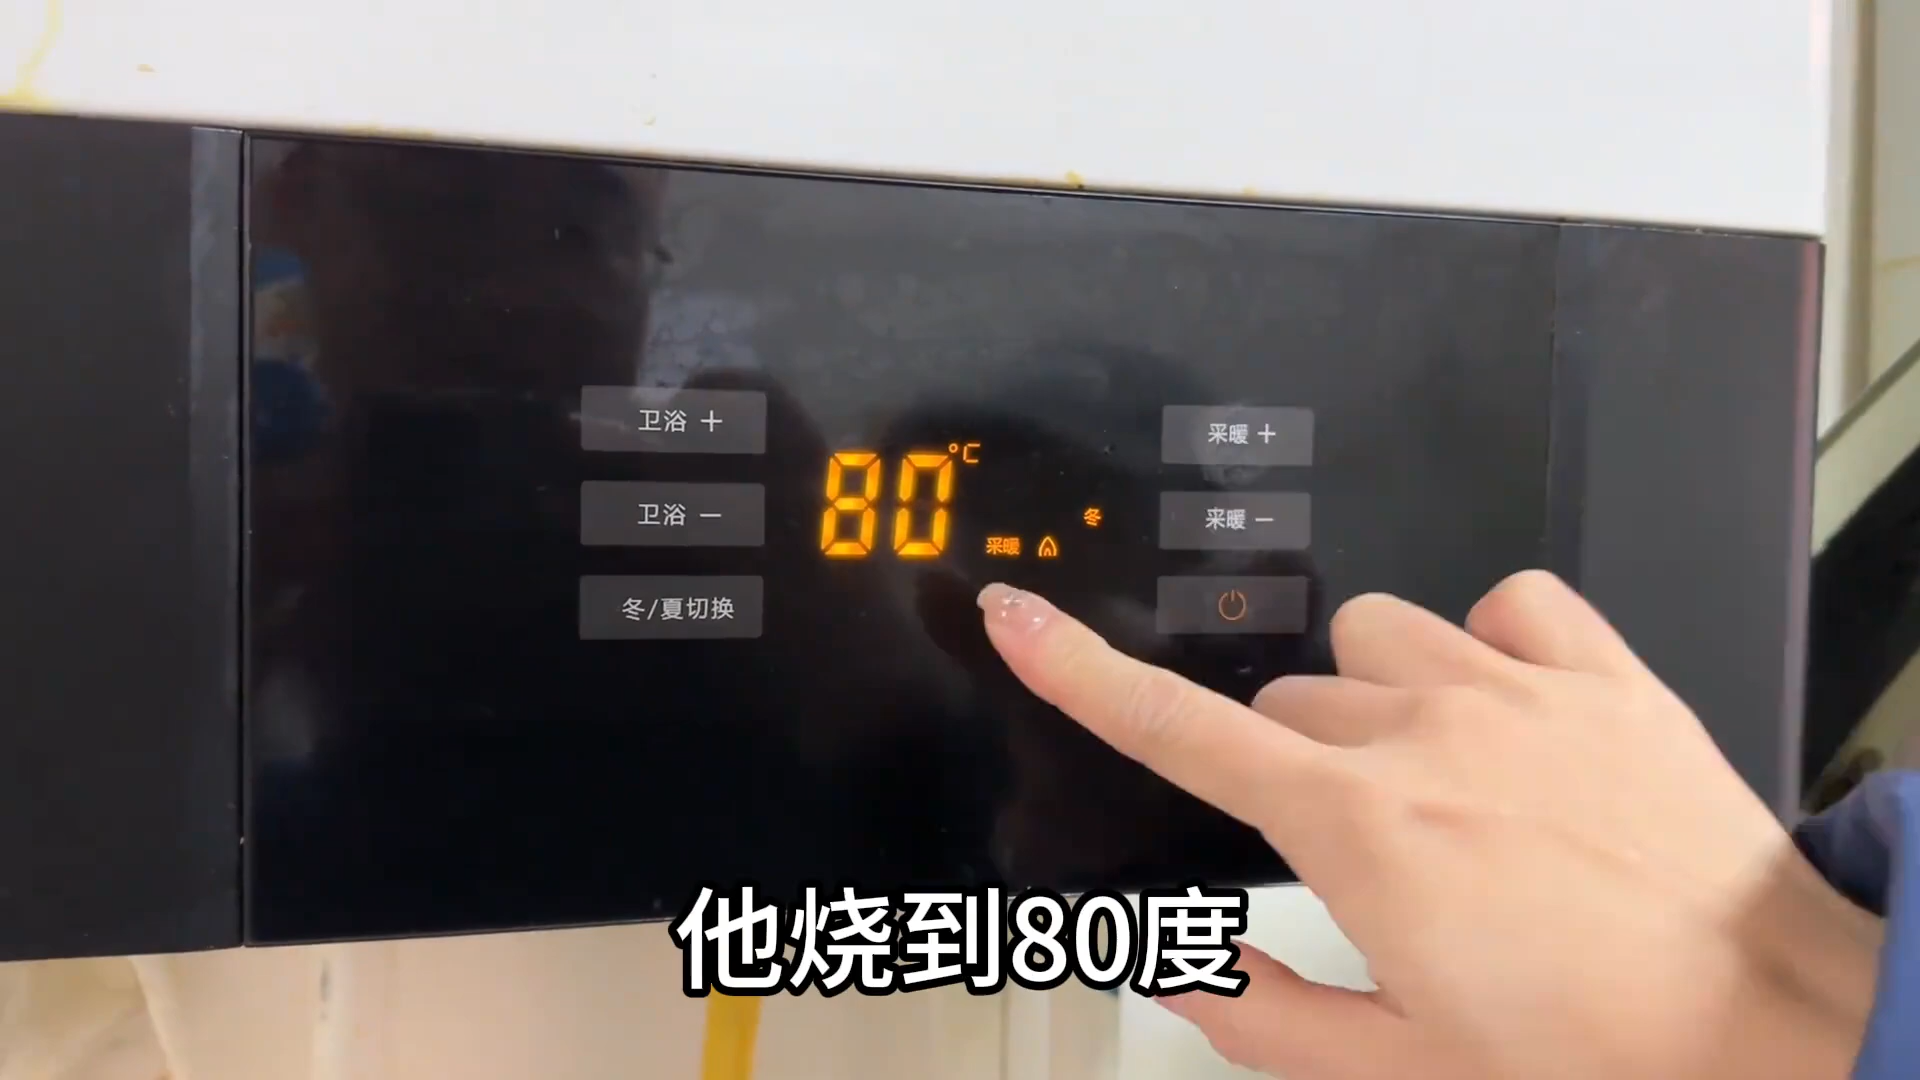 卫浴 +
卫浴 −
冬/夏切换
80°C
采暖
冬
采暖 +
采暖 −
他烧到80度